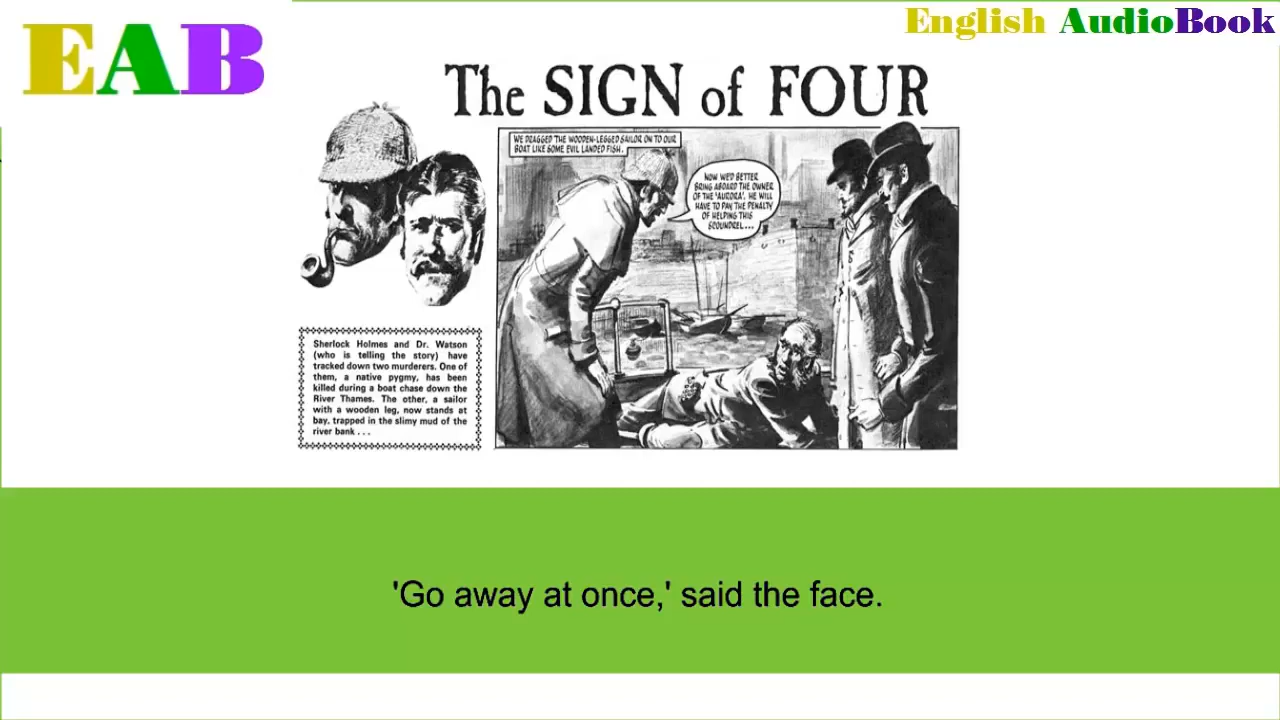 EAB
English AudioBook
The SIGN of FOUR
WE DRAGGED THE WOODEN-LEGGED SAILOR ON TO OUR
BOAT LIKE SOME EVIL LANDED FISH.
NOW WE'D BETTER
BRING ABOARD THE OWNER
OF THE 'AURORA'. HE WILL
HAVE TO PAY THE PENALTY
OF HELPING THIS
SCOUNDREL...
Sherlock Holmes and Dr. Watson
(who is telling the story) have
tracked down two murderers. One of
them, a native pygmy, has been
killed during a boat chase down the
River Thames. The other, a sailor
with a wooden leg, now stands at
bay, trapped in the slimy mud of the
river bank . . .
'Go away at once,' said the face.